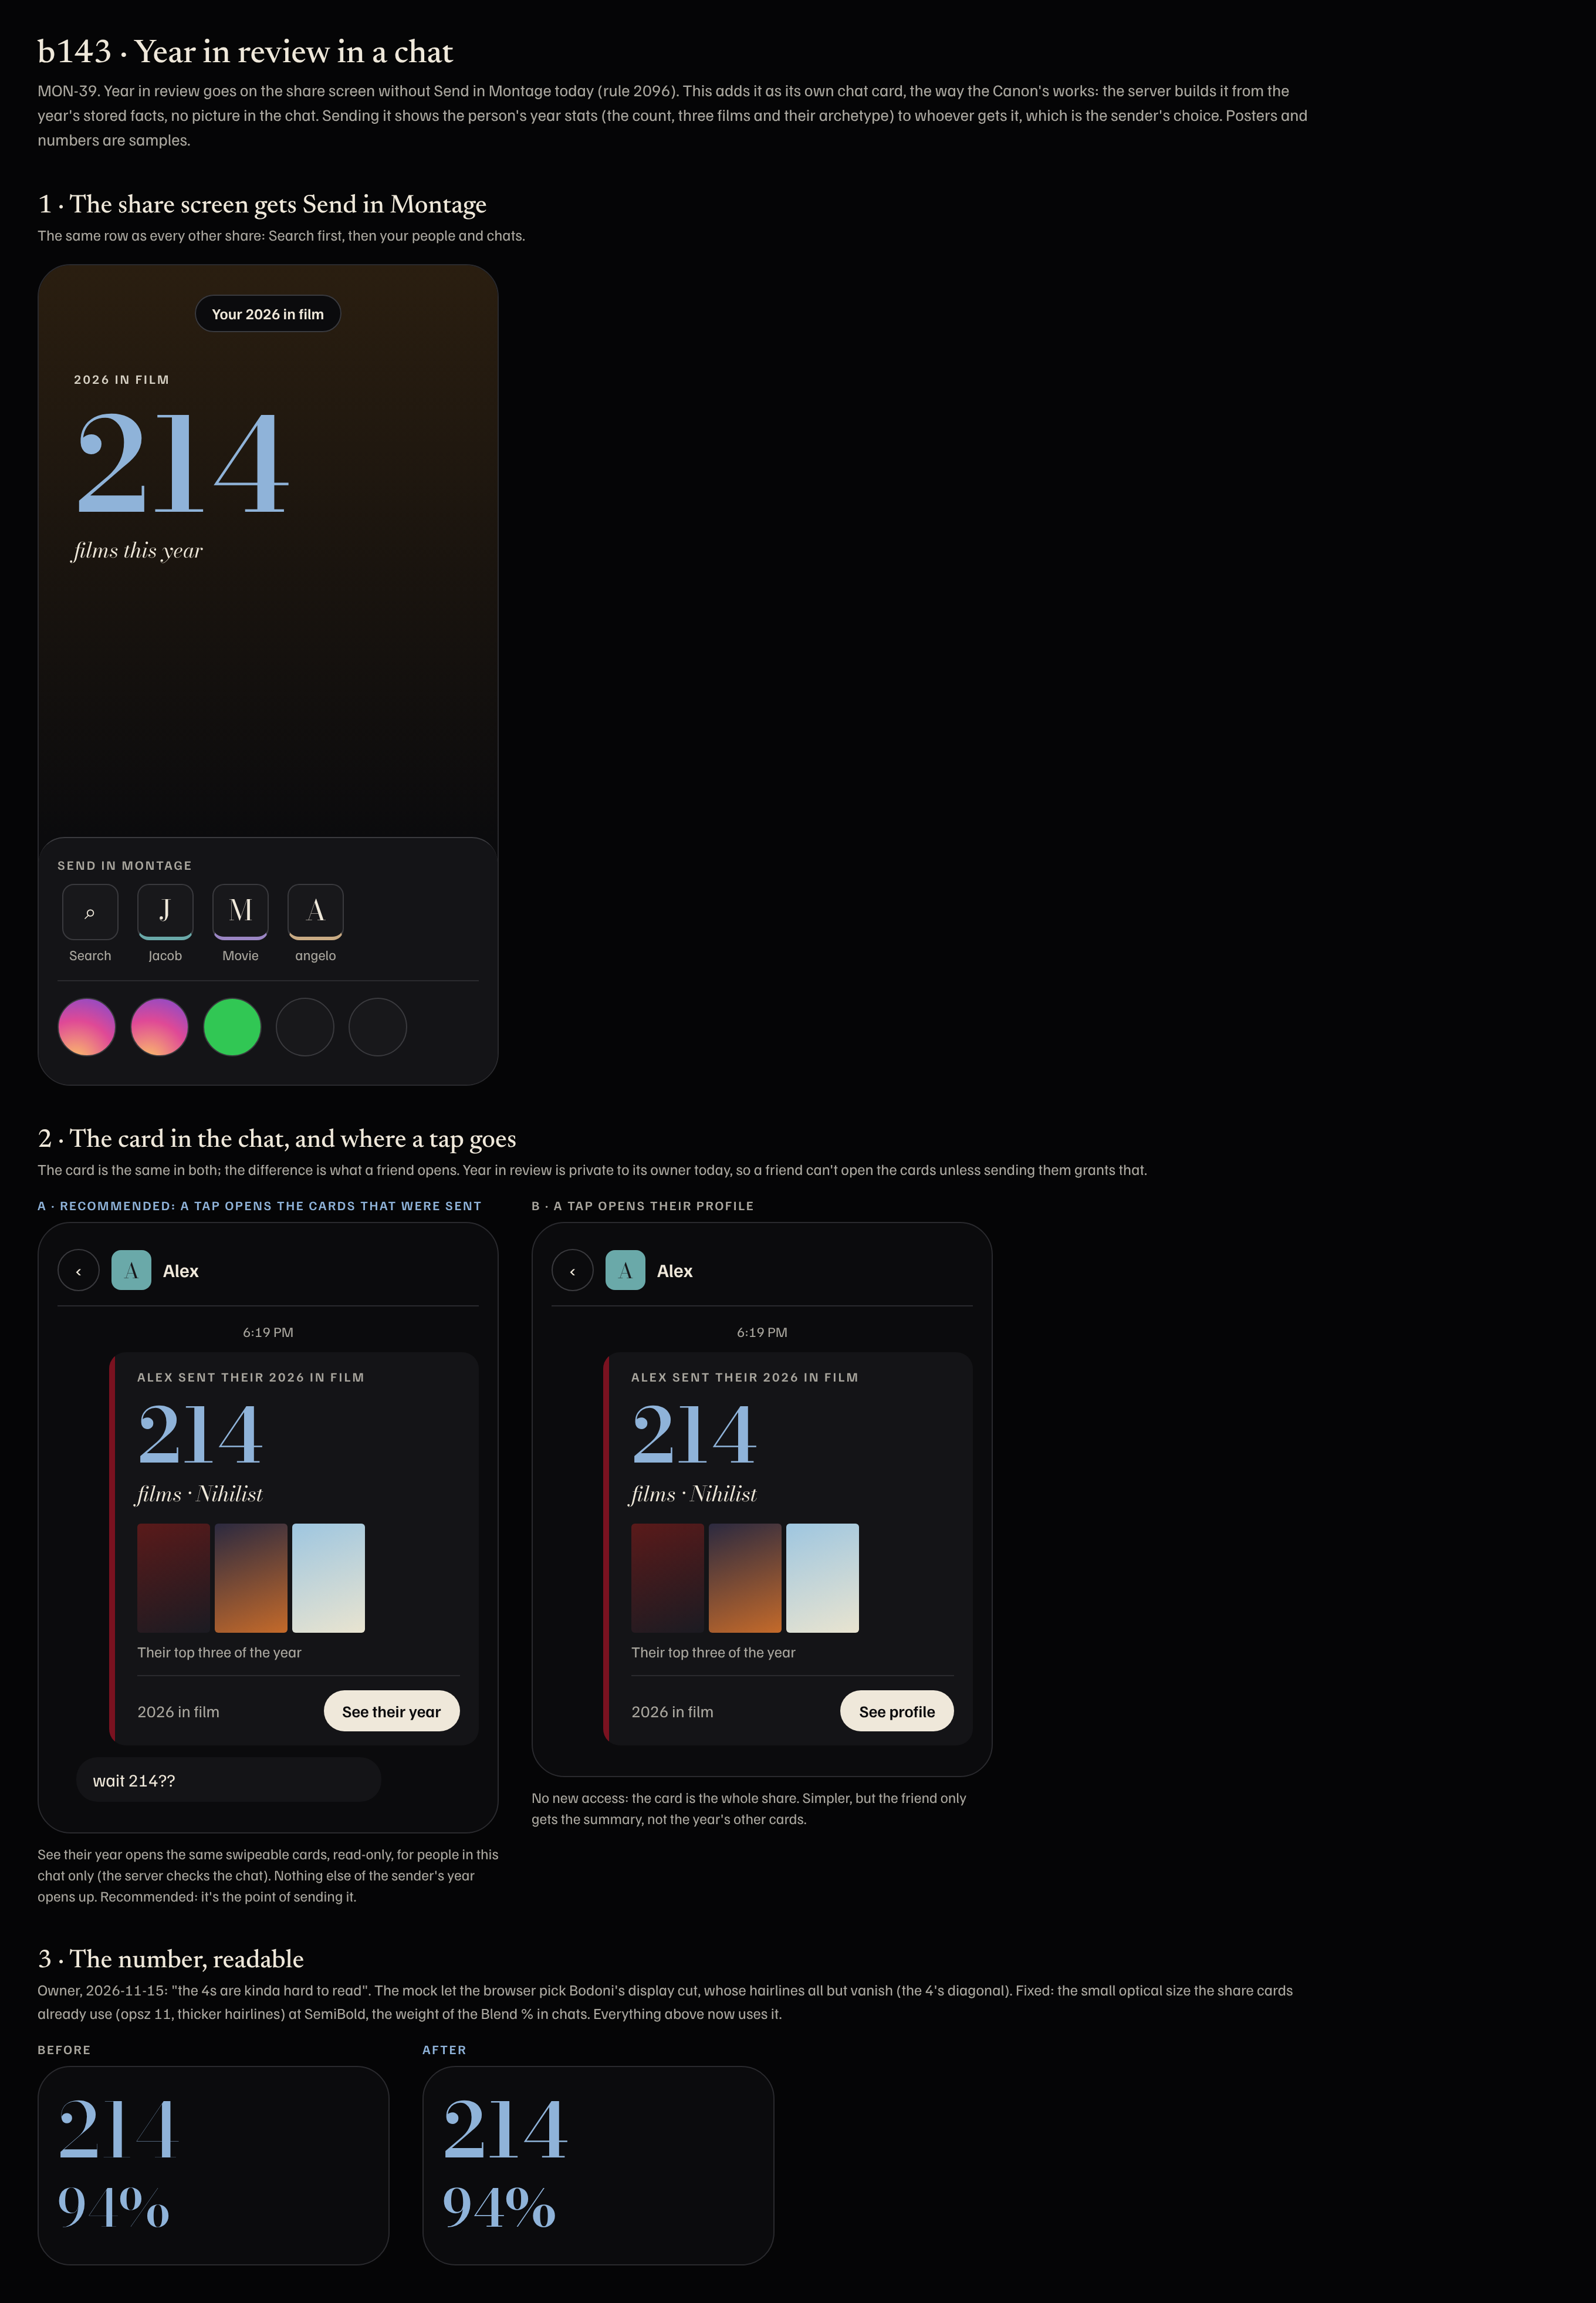 b143 · Year in review in a chat
MON-39. Year in review goes on the share screen without Send in Montage today (rule 2096). This adds it as its own chat card, the way the Canon's works: the server builds it from the
year's stored facts, no picture in the chat. Sending it shows the person's year stats (the count, three films and their archetype) to whoever gets it, which is the sender's choice. Posters and
numbers are samples.
1 · The share screen gets Send in Montage
The same row as every other share: Search first, then your people and chats.
Your 2026 in film
2026 IN FILM
214
films this year
SEND IN MONTAGE
J
M
A
Search
Jacob
Movie
angelo
2 · The card in the chat, and where a tap goes
The card is the same in both; the difference is what a friend opens. Year in review is private to its owner today, so a friend can't open the cards unless sending them grants that.
A · RECOMMENDED: A TAP OPENS THE CARDS THAT WERE SENT
‹
A
Alex
6:19 PM
ALEX SENT THEIR 2026 IN FILM
214
films · Nihilist
Their top three of the year
2026 in film
See their year
wait 214??
See their year opens the same swipeable cards, read-only, for people in this
chat only (the server checks the chat). Nothing else of the sender's year
opens up. Recommended: it's the point of sending it.
B · A TAP OPENS THEIR PROFILE
‹
A
Alex
6:19 PM
ALEX SENT THEIR 2026 IN FILM
214
films · Nihilist
Their top three of the year
2026 in film
See profile
No new access: the card is the whole share. Simpler, but the friend only
gets the summary, not the year's other cards.
3 · The number, readable
Owner, 2026-11-15: "the 4s are kinda hard to read". The mock let the browser pick Bodoni's display cut, whose hairlines all but vanish (the 4's diagonal). Fixed: the small optical size the share cards
already use (opsz 11, thicker hairlines) at SemiBold, the weight of the Blend % in chats. Everything above now uses it.
BEFORE
214
94%
AFTER
214
94%